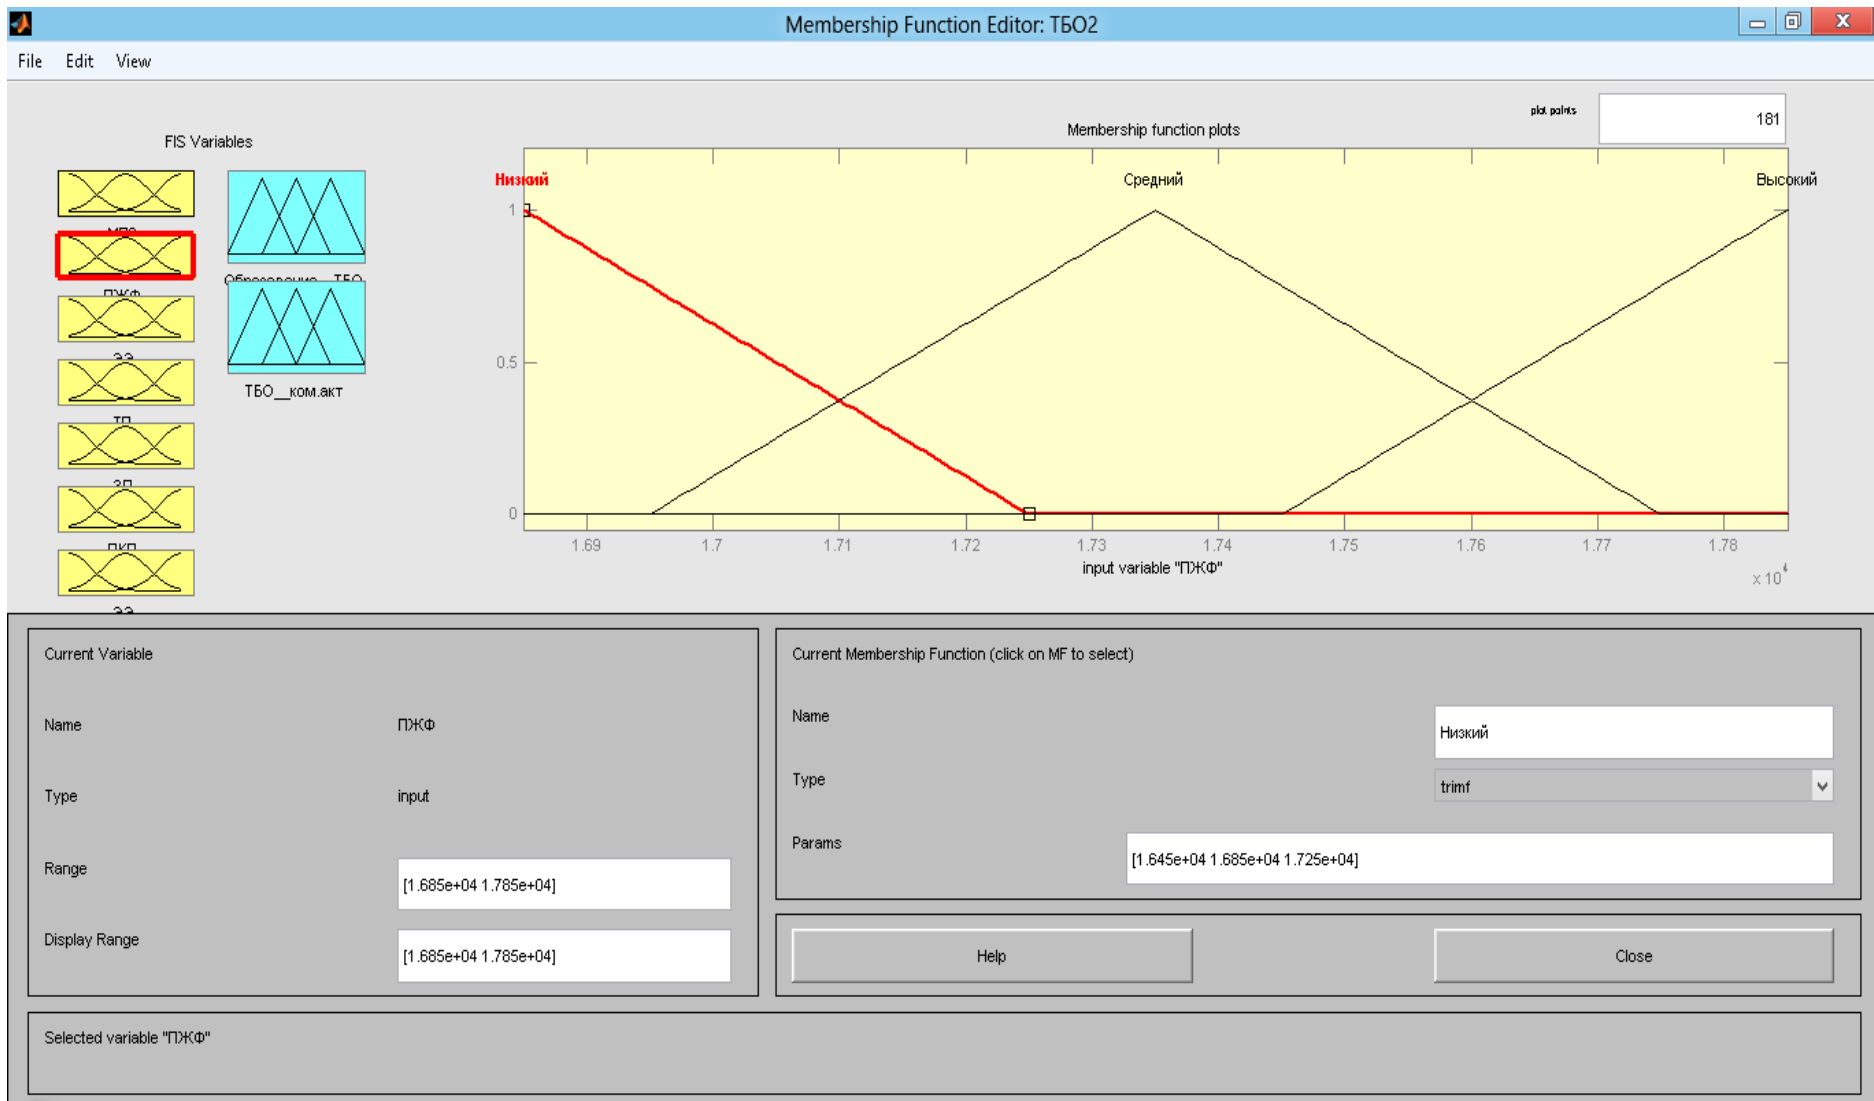 Membership Function Editor: ТБО2
File Edit View
FIS Variables
Membership function plots
plot points
181
ПЖФ
ТБО__ком.акт
Низкий
Средний
Высокий
1
0.5
0
1.69 1.7 1.71 1.72 1.73 1.74 1.75 1.76 1.77 1.78
x 10^4
input variable "ПЖФ"
Current Variable
Name ПЖФ
Type input
Range [1.685e+04 1.785e+04]
Display Range [1.685e+04 1.785e+04]
Current Membership Function (click on MF to select)
Name Низкий
Type trimf
Params [1.645e+04 1.685e+04 1.725e+04]
Help Close
Selected variable "ПЖФ"